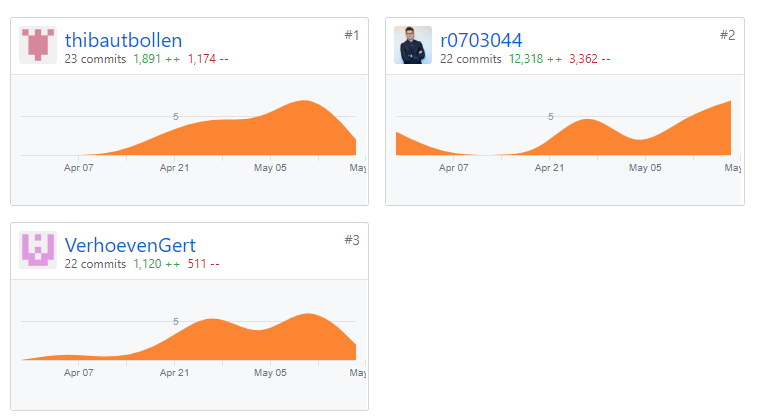 thibautbollen #1
23 commits 1,891 ++ 1,174 --
5
Apr 07 Apr 21 May 05 May
r0703044 #2
22 commits 12,318 ++ 3,362 --
5
Apr 07 Apr 21 May 05 May
VerhoevenGert #3
22 commits 1,120 ++ 511 --
5
Apr 07 Apr 21 May 05 May